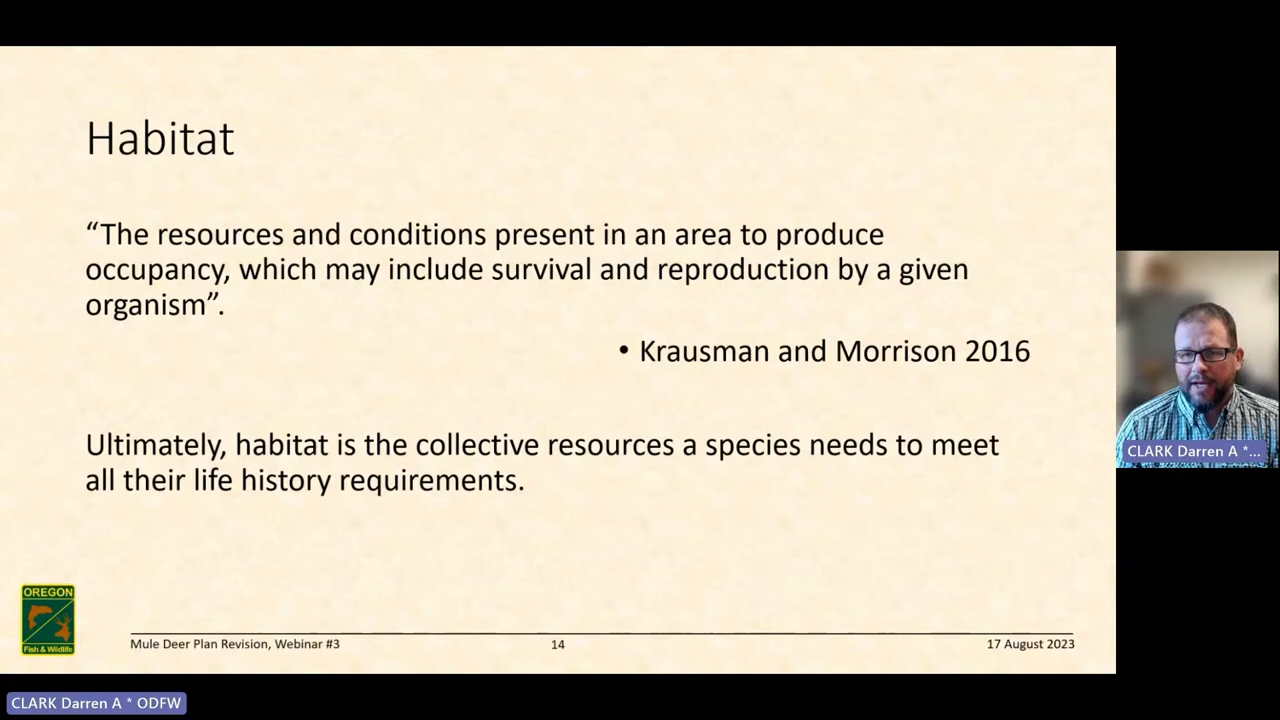 Habitat
“The resources and conditions present in an area to produce
occupancy, which may include survival and reproduction by a given
organism”.
• Krausman and Morrison 2016
Ultimately, habitat is the collective resources a species needs to meet
all their life history requirements.
OREGON
Fish & Wildlife
Mule Deer Plan Revision, Webinar #3
14
17 August 2023
CLARK Darren A *...
CLARK Darren A * ODFW